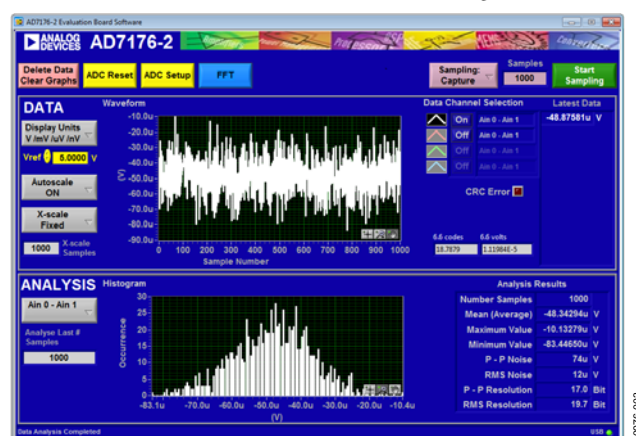 AD7176-2 Evaluation Board Software
ANALOG DEVICES AD7176-2
Delete Data Clear Graphs
ADC Reset
ADC Setup
FFT
Sampling: Capture
Samples
1000
Start Sampling
DATA
Waveform
Display Units V /mV /uV /nV
Vref 5.0000 V
Autoscale ON
X-scale Fixed
1000 X-scale Samples
-10.0u
-20.0u
-30.0u
-40.0u
-50.0u
-60.0u
-70.0u
-80.0u
-90.0u
(V)
0 100 200 300 400 500 600 700 800 900 1000
Sample Number
Data Channel Selection
On Ain 0 - Ain 1
Off Ain 0 - Ain 1
Off Ain 0 - Ain 1
Off Ain 0 - Ain 1
CRC Error
6.6 codes 6.6 volts
18.7879 1.11984E-5
Latest Data
-48.87581u V
ANALYSIS
Histogram
Ain 0 - Ain 1
Analyse Last # Samples
1000
Occurrence
30
25
20
15
10
5
0
-83.1u -70.0u -60.0u -50.0u -40.0u -30.0u -20.0u -10.4u
(V)
Analysis Results
Number Samples 1000
Mean (Average) -48.34294u V
Maximum Value -10.13279u V
Minimum Value -83.44650u V
P - P Noise 74u V
RMS Noise 12u V
P - P Resolution 17.0 Bit
RMS Resolution 19.7 Bit
Data Analysis Completed
USB